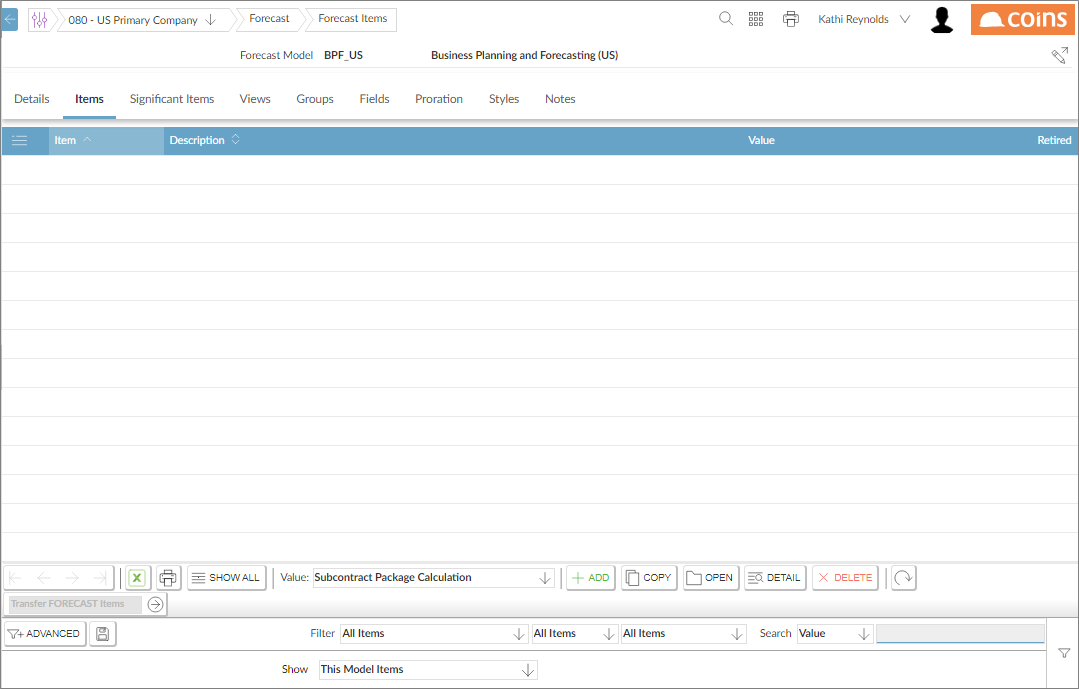 080 - US Primary Company Forecast Forecast Items Kathi Reynolds coins
Forecast Model BPF_US Business Planning and Forecasting (US)
Details Items Significant Items Views Groups Fields Proration Styles Notes
Item Description Value Retired
SHOW ALL Value: Subcontract Package Calculation ADD COPY OPEN DETAIL DELETE
Transfer FORECAST Items
ADVANCED Filter All Items All Items All Items Search Value
Show This Model Items